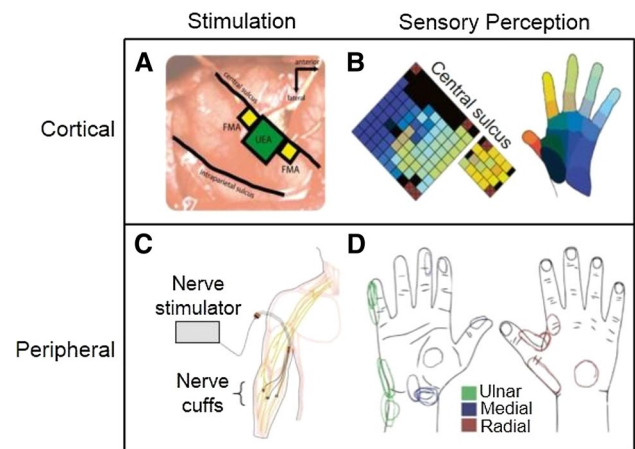 Stimulation
Sensory Perception
Cortical
A
anterior
lateral
central sulcus
FMA
UEA
FMA
intraparietal sulcus
B
Central sulcus
Peripheral
C
Nerve
stimulator
Nerve
cuffs
D
Ulnar
Medial
Radial